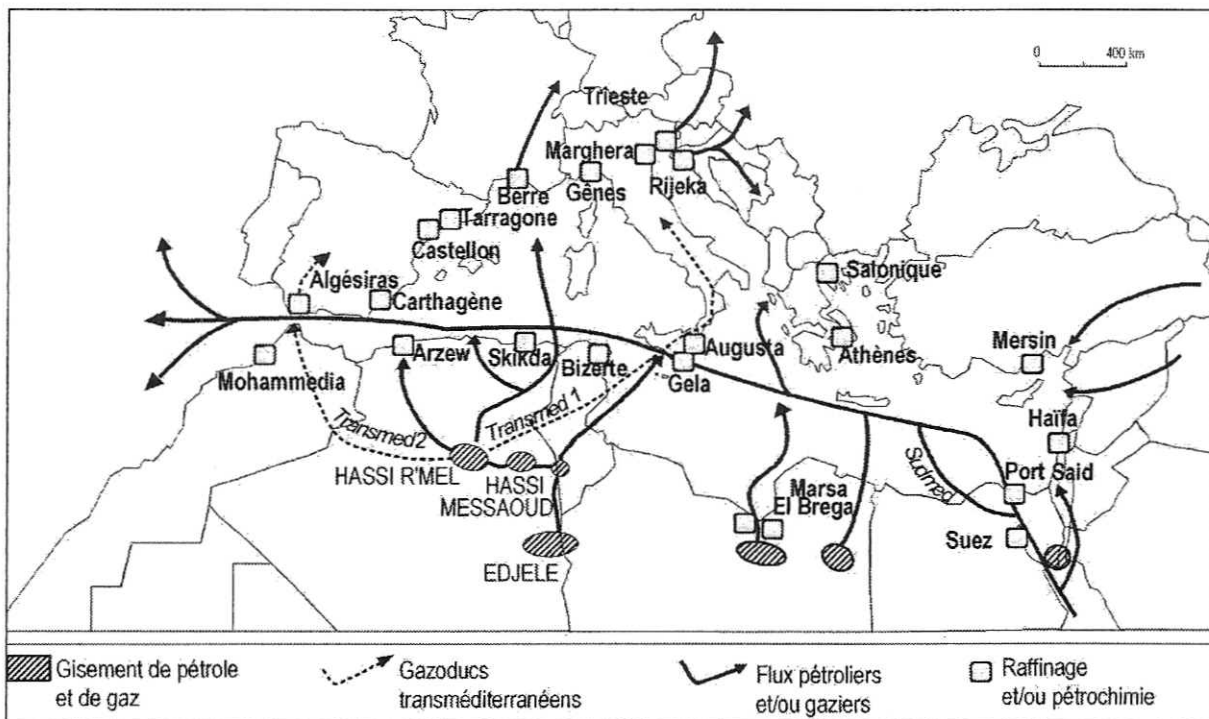 0 400 km
Trieste
Marghera
Rijeka
Gênes
Berre
Tarragone
Castellon
Algésiras
Carthagène
Salonique
Athènes
Mersin
Haïfa
Port Said
Suez
Sudmed
Augusta
Gela
Arzew
Skikda
Bizerte
Mohammedia
Transmed2
Transmed 1
HASSI R'MEL
HASSI
MESSAOUD
EDJELE
Marsa
El Brega
Gisement de pétrole
et de gaz
Gazoducs
transméditerranéens
Flux pétroliers
et/ou gaziers
Raffinage
et/ou pétrochimie